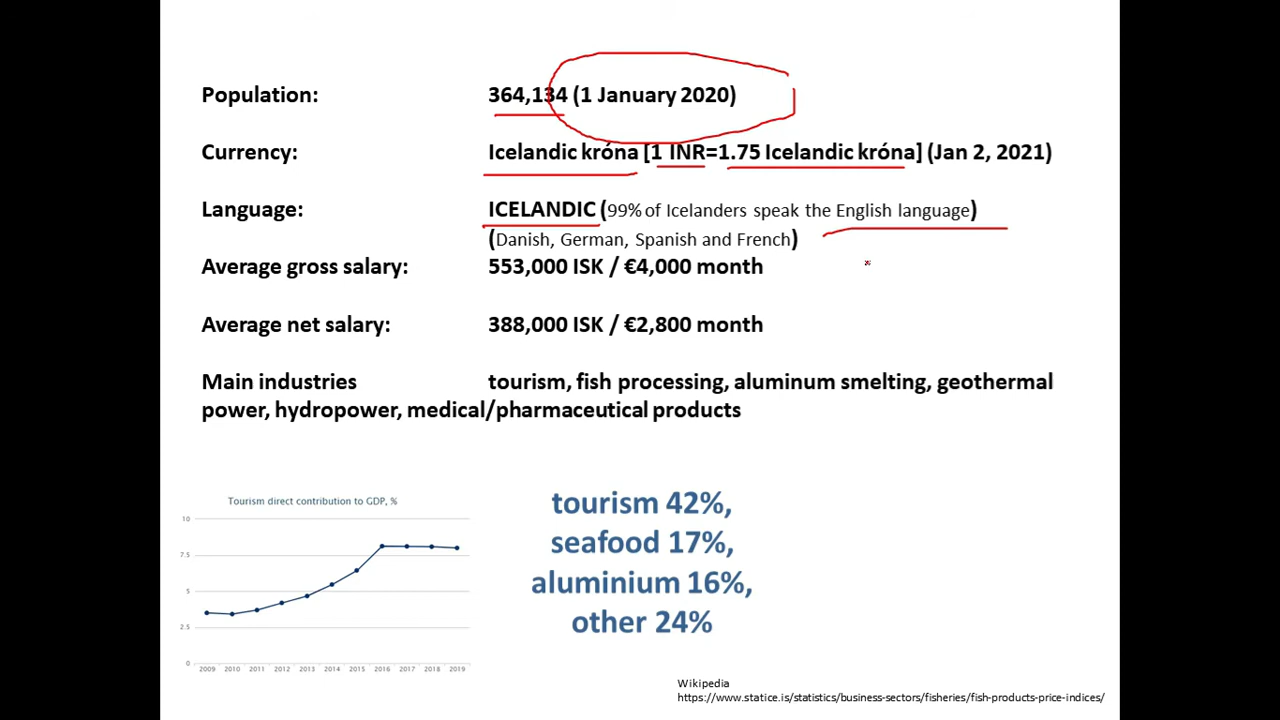 Population: 364,134 (1 January 2020)
Currency: Icelandic króna [1 INR=1.75 Icelandic króna] (Jan 2, 2021)
Language: ICELANDIC (99% of Icelanders speak the English language)
(Danish, German, Spanish and French)
Average gross salary: 553,000 ISK / €4,000 month
Average net salary: 388,000 ISK / €2,800 month
Main industries tourism, fish processing, aluminum smelting, geothermal
power, hydropower, medical/pharmaceutical products
Tourism direct contribution to GDP, %
10
7.5
5
2.5
0
2009 2010 2011 2012 2013 2014 2015 2016 2017 2018 2019
tourism 42%,
seafood 17%,
aluminium 16%,
other 24%
Wikipedia
https://www.statice.is/statistics/business-sectors/fisheries/fish-products-price-indices/